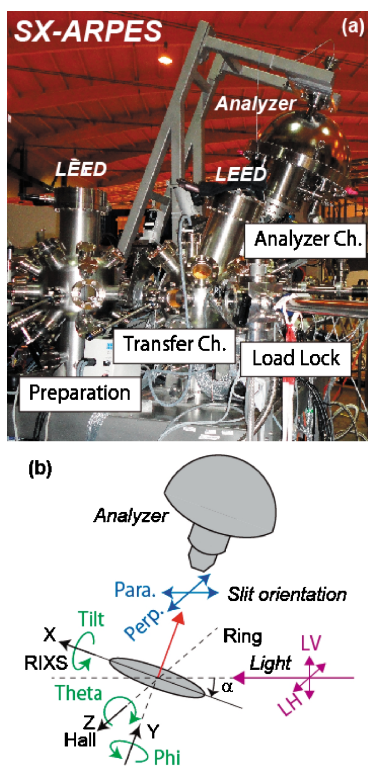 SX-ARPES
(a)
Analyzer
LEED
LEED
Analyzer Ch.
Transfer Ch.
Load Lock
Preparation
(b)
Analyzer
Para.
Slit orientation
Perp.
Tilt
X
Ring
RIXS
Light
LV
α
LH
Theta
Z
Hall
Y
Phi